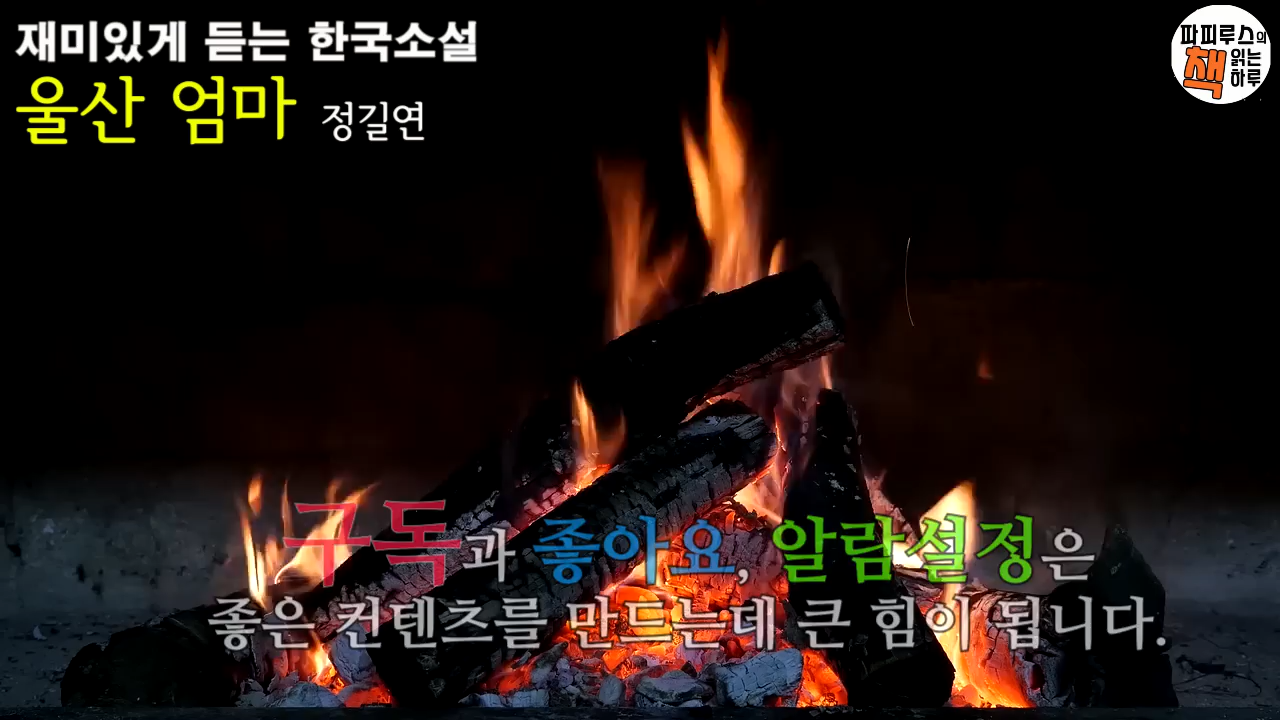 재미있게 듣는 한국소설
울산 엄마 정길연
파피루스의
책 읽는
하루
구독과 좋아요, 알람설정은
좋은 컨텐츠를 만드는데 큰 힘이 됩니다.